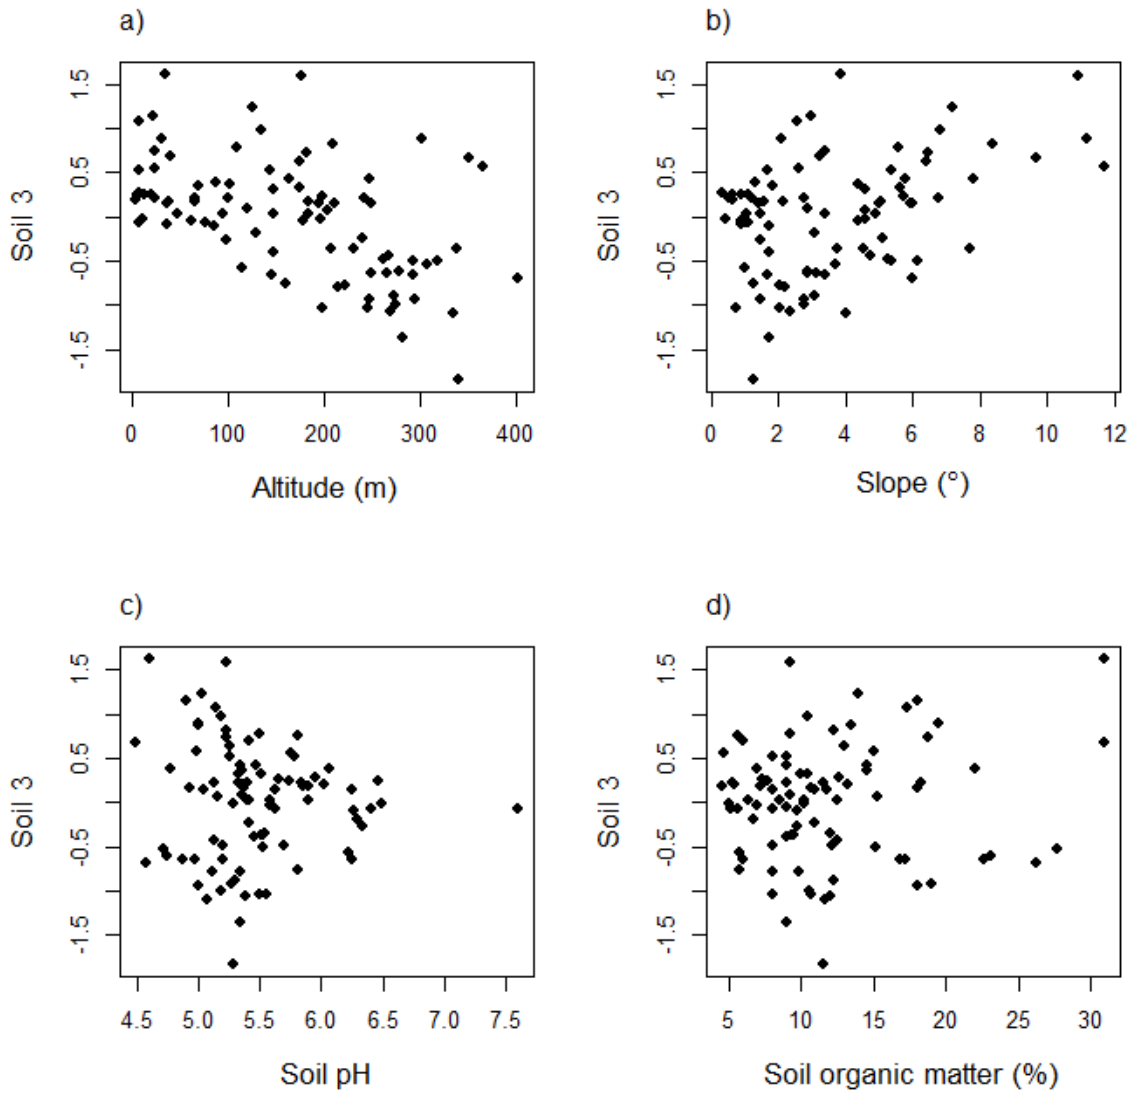 a)
1.5
0.5
-0.5
-1.5
Soil 3
0 100 200 300 400
Altitude (m)
b)
1.5
0.5
-0.5
-1.5
Soil 3
0 2 4 6 8 10 12
Slope (°)
c)
1.5
0.5
-0.5
-1.5
Soil 3
4.5 5.0 5.5 6.0 6.5 7.0 7.5
Soil pH
d)
1.5
0.5
-0.5
-1.5
Soil 3
5 10 15 20 25 30
Soil organic matter (%)